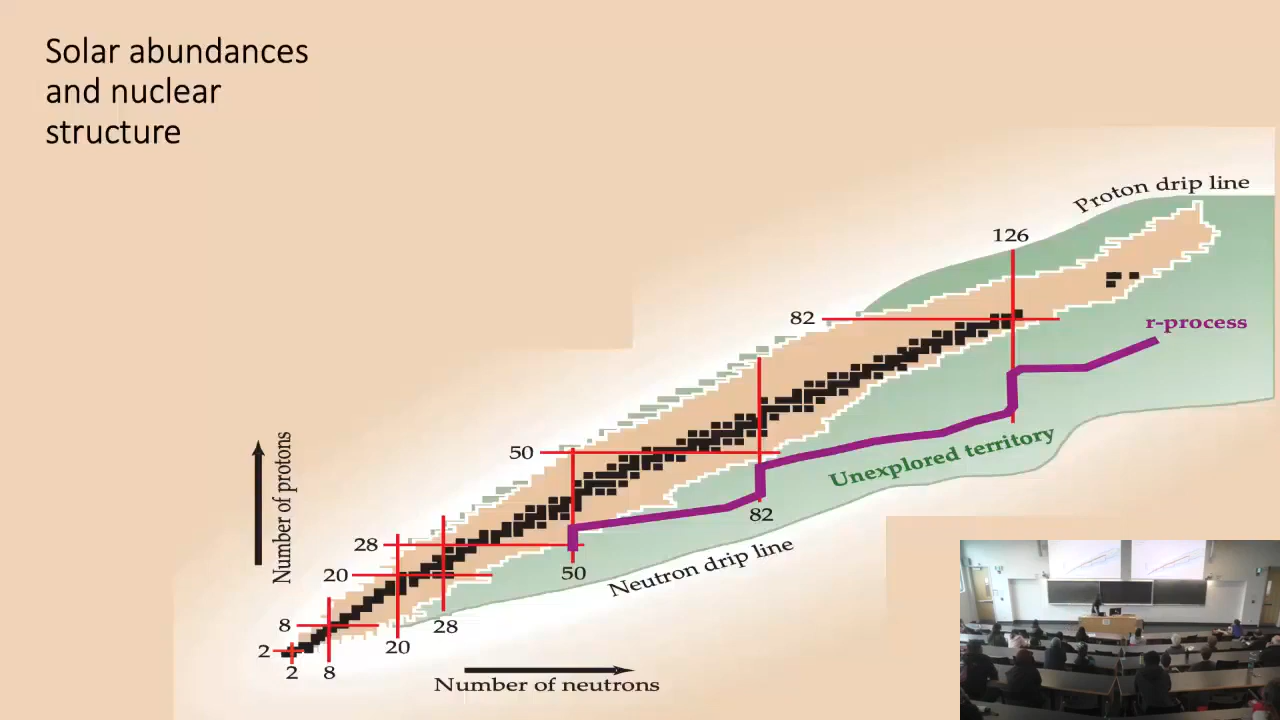 Solar abundances
and nuclear
structure
Proton drip line
126
82
r-process
50
Unexplored territory
Number of protons
82
28
50
Neutron drip line
20
8
28
20
2
2
8
Number of neutrons